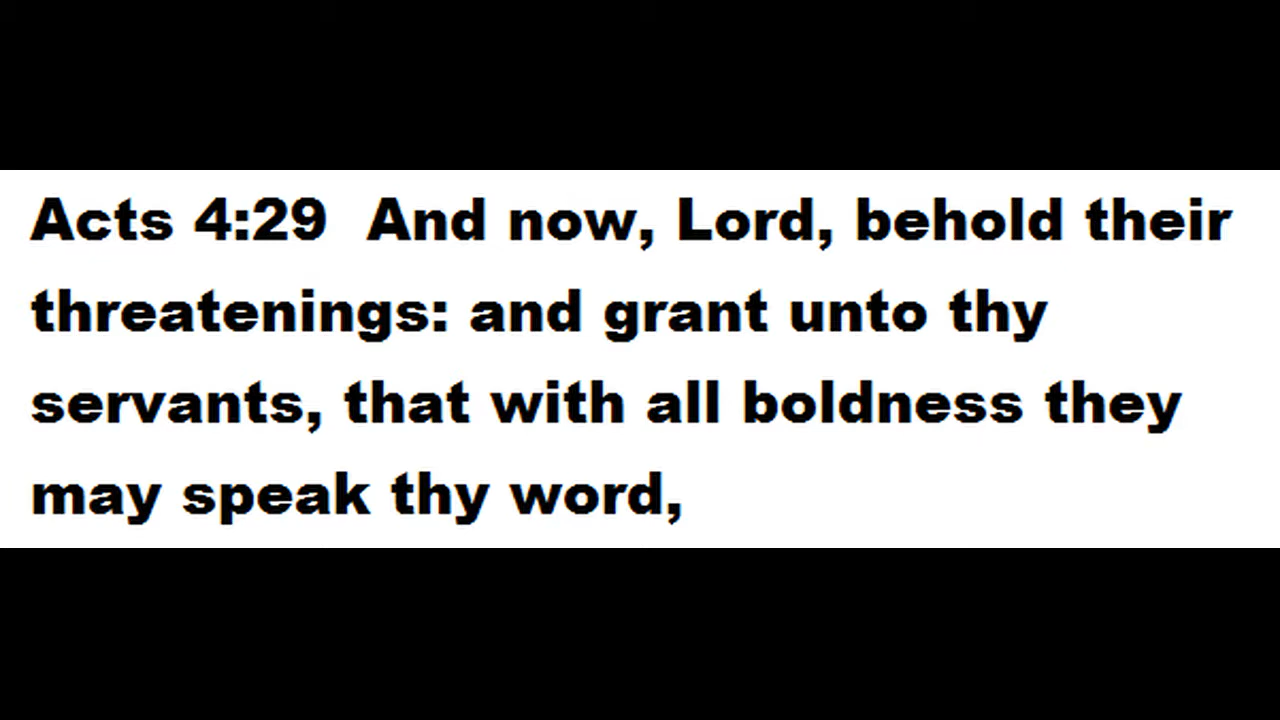 Acts 4:29  And now, Lord, behold their
threatenings: and grant unto thy
servants, that with all boldness they
may speak thy word,